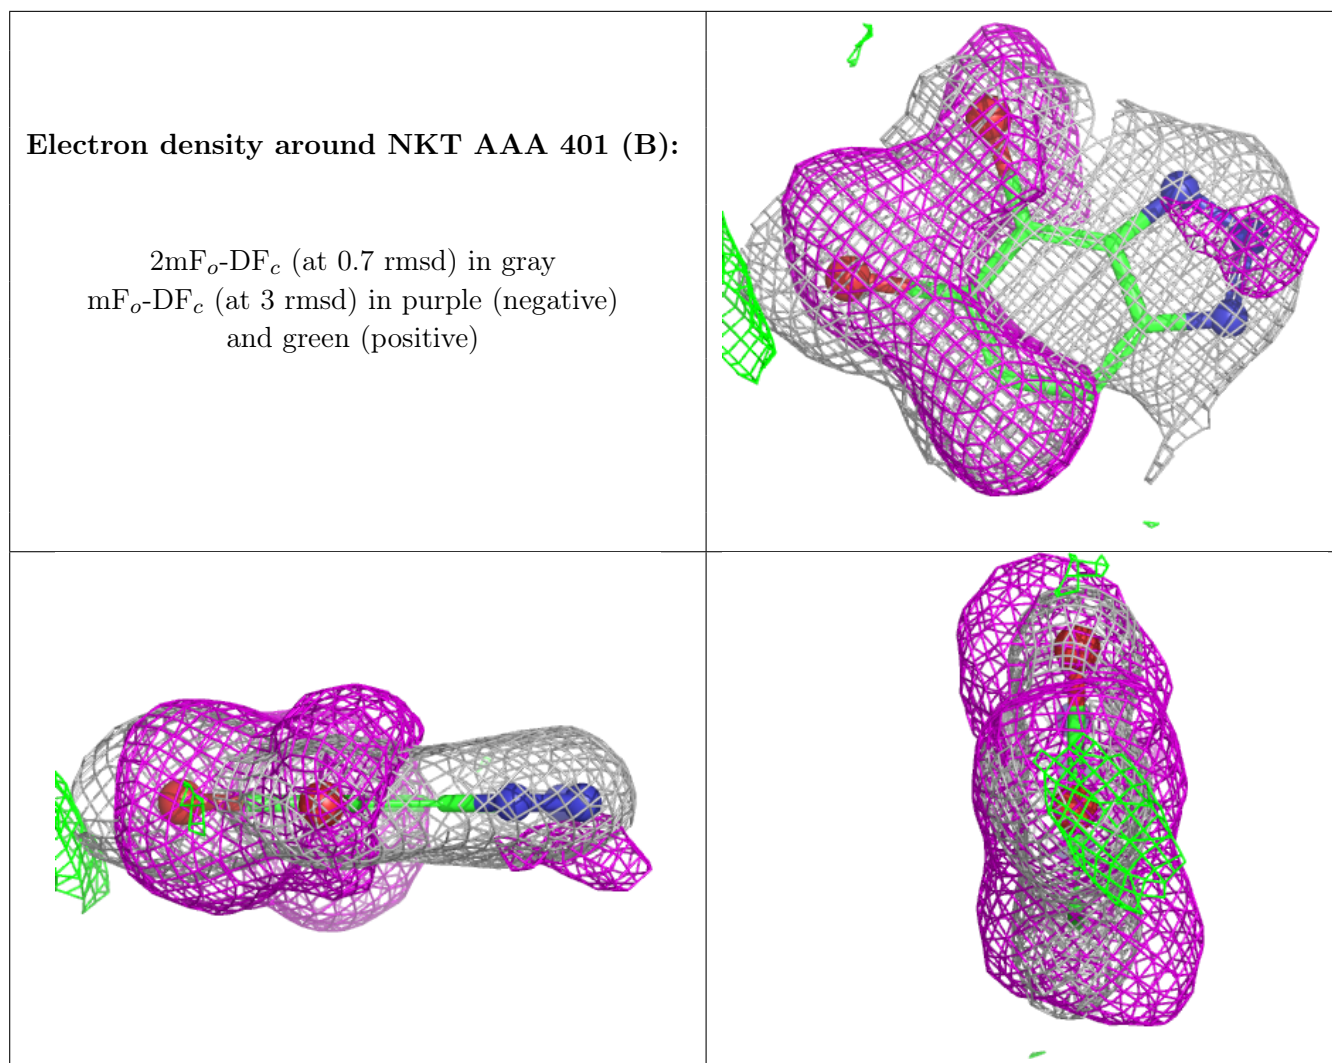 Electron density around NKT AAA 401 (B):
2mFₒ-DF𝒸 (at 0.7 rmsd) in gray
mFₒ-DF𝒸 (at 3 rmsd) in purple (negative)
and green (positive)